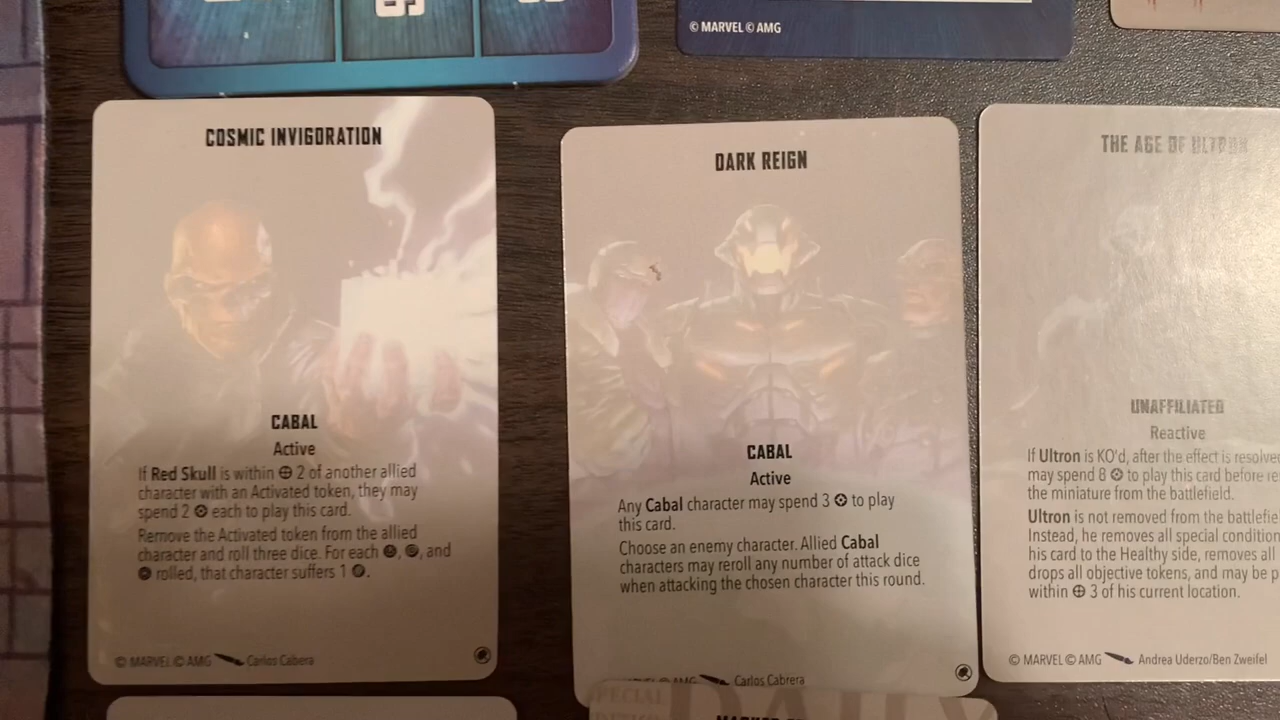 © MARVEL © AMG
COSMIC INVIGORATION
CABAL
Active
If Red Skull is within 2 of another allied
character with an Activated token, they may
spend 2 each to play this card.
Remove the Activated token from the allied
character and roll three dice. For each , , and
rolled, that character suffers 1 .
© MARVEL © AMG Carlos Cabera
DARK REIGN
CABAL
Active
Any Cabal character may spend 3 to play
this card.
Choose an enemy character. Allied Cabal
characters may reroll any number of attack dice
when attacking the chosen character this round.
© MARVEL © AMG Carlos Cabrera
THE AGE OF ULTRON
UNAFFILIATED
Reactive
If Ultron is KO'd, after the effect is resolved
may spend 8 to play this card before
the miniature from the battlefield.
Ultron is not removed from the
Instead, he removes all special
his card to the Healthy side, removes all
drops all objective tokens, and may be
within 3 of his current location.
© MARVEL © AMG Andrea Uderzo/Ben Zweifel
SPECIAL
DAILY